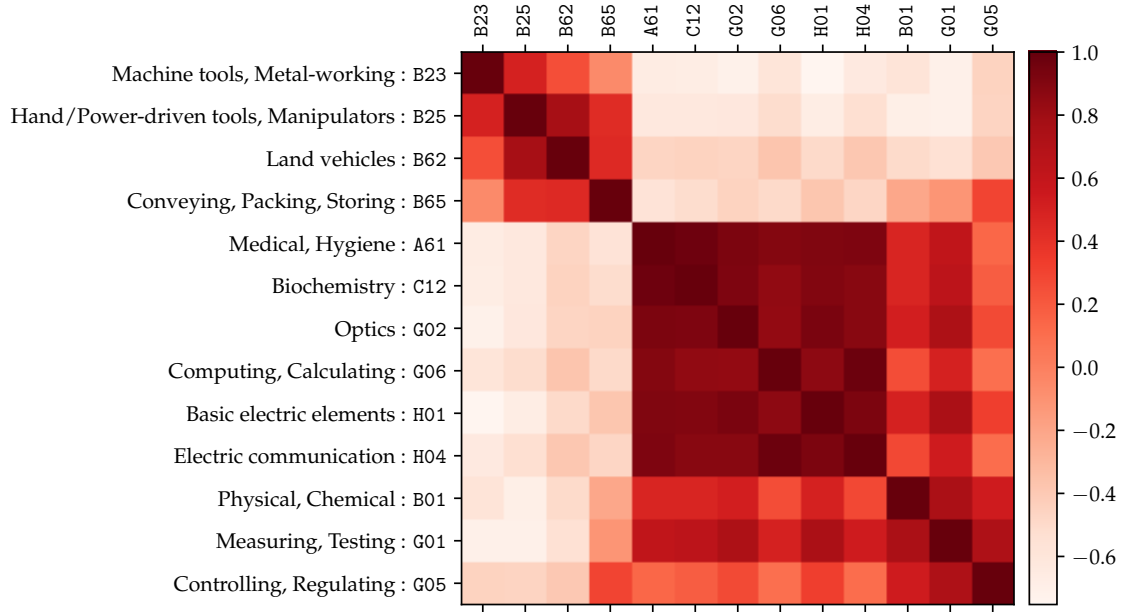 B23 B25 B62 B65 A61 C12 G02 G06 H01 H04 B01 G01 G05
Machine tools, Metal-working : B23
Hand/Power-driven tools, Manipulators : B25
Land vehicles : B62
Conveying, Packing, Storing : B65
Medical, Hygiene : A61
Biochemistry : C12
Optics : G02
Computing, Calculating : G06
Basic electric elements : H01
Electric communication : H04
Physical, Chemical : B01
Measuring, Testing : G01
Controlling, Regulating : G05
1.0
0.8
0.6
0.4
0.2
0.0
−0.2
−0.4
−0.6